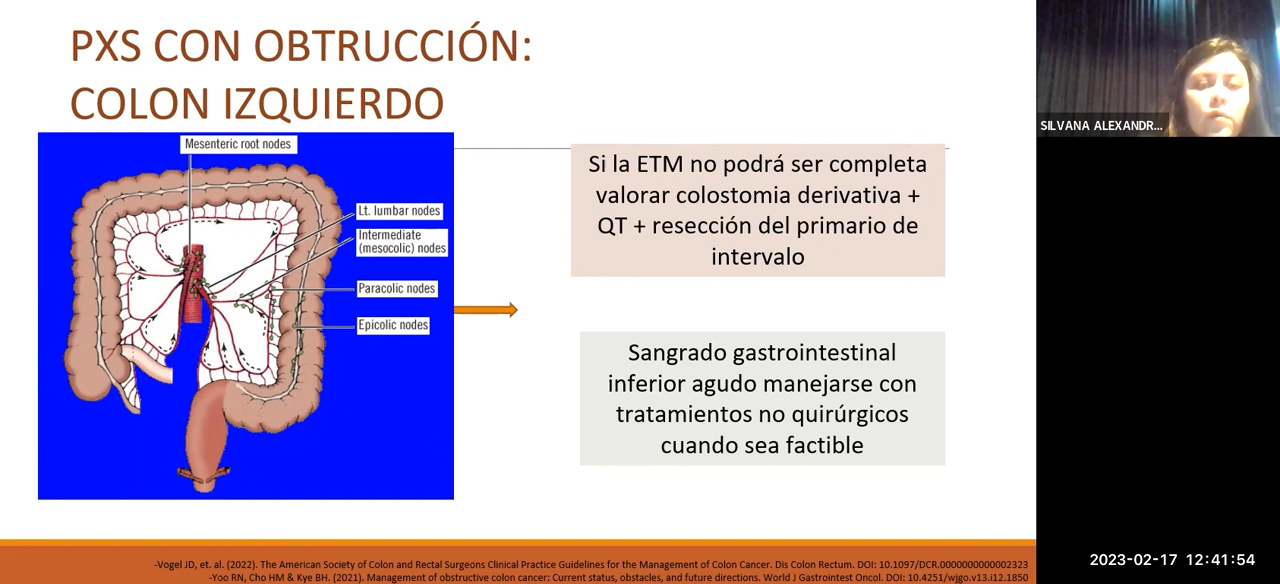 PXS CON OBTRUCCIÓN:
COLON IZQUIERDO
Mesenteric root nodes
Lt. lumbar nodes
Intermediate
(mesocolic) nodes
Paracolic nodes
Epicolic nodes
Si la ETM no podrá ser completa
valorar colostomia derivativa +
QT + resección del primario de
intervalo
Sangrado gastrointestinal
inferior agudo manejarse con
tratamientos no quirúrgicos
cuando sea factible
-Vogel JD, et. al. (2022). The American Society of Colon and Rectal Surgeons Clinical Practice Guidelines for the Management of Colon Cancer. Dis Colon Rectum. DOI: 10.1097/DCR.0000000000002323
-Yoo RN, Cho HM & Kye BH. (2021). Management of obstructive colon cancer: Current status, obstacles, and future directions. World J Gastrointest Oncol. DOI: 10.4251/wjgo.v13.i12.1850
SILVANA ALEXANDR...
2023-02-17 12:41:54